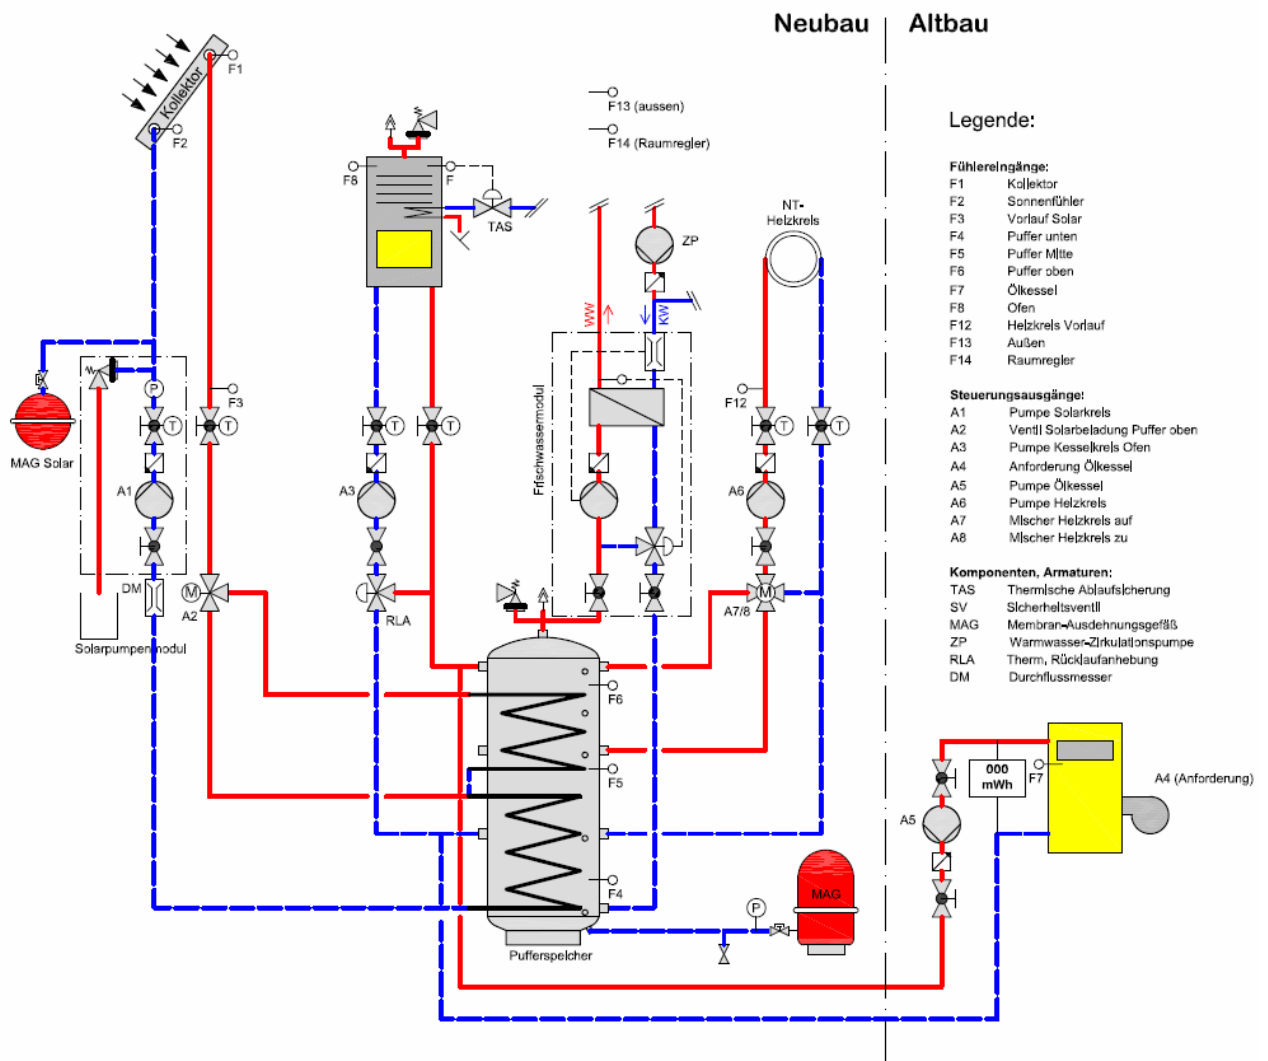 Neubau
Altbau
Kollektor
F1
F2
F13 (aussen)
F14 (Raumregler)
F8
F
TAS
ZP
NT-
Heizkreis
WW
KW
P
F3
F12
T
T
T
T
T
T
MAG Solar
Frischwassermodul
A1
A3
A6
DM
M
A2
RLA
A7/8
M
Solarpumpenmodul
F6
F5
F4
Pufferspeicher
P
MAG
Legende:
Fühlereingänge:
F1 Kollektor
F2 Sonnenfühler
F3 Vorlauf Solar
F4 Puffer unten
F5 Puffer Mitte
F6 Puffer oben
F7 Ölkessel
F8 Ofen
F12 Heizkreis Vorlauf
F13 Außen
F14 Raumregler
Steuerungsausgänge:
A1 Pumpe Solarkreis
A2 Ventil Solarbeladung Puffer oben
A3 Pumpe Kesselkreis Ofen
A4 Anforderung Ölkessel
A5 Pumpe Ölkessel
A6 Pumpe Heizkreis
A7 Mischer Heizkreis auf
A8 Mischer Heizkreis zu
Komponenten, Armaturen:
TAS Thermische Ablaufsicherung
SV Sicherheitsventil
MAG Membran-Ausdehnungsgefäß
ZP Warmwasser-Zirkulationspumpe
RLA Therm. Rücklaufanhebung
DM Durchflussmesser
000
mWh
F7
A4 (Anforderung)
A5